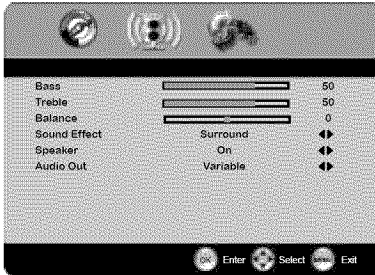 Bass 50
Treble 50
Balance 0
Sound Effect Surround
Speaker On
Audio Out Variable
OK Enter Select Exit